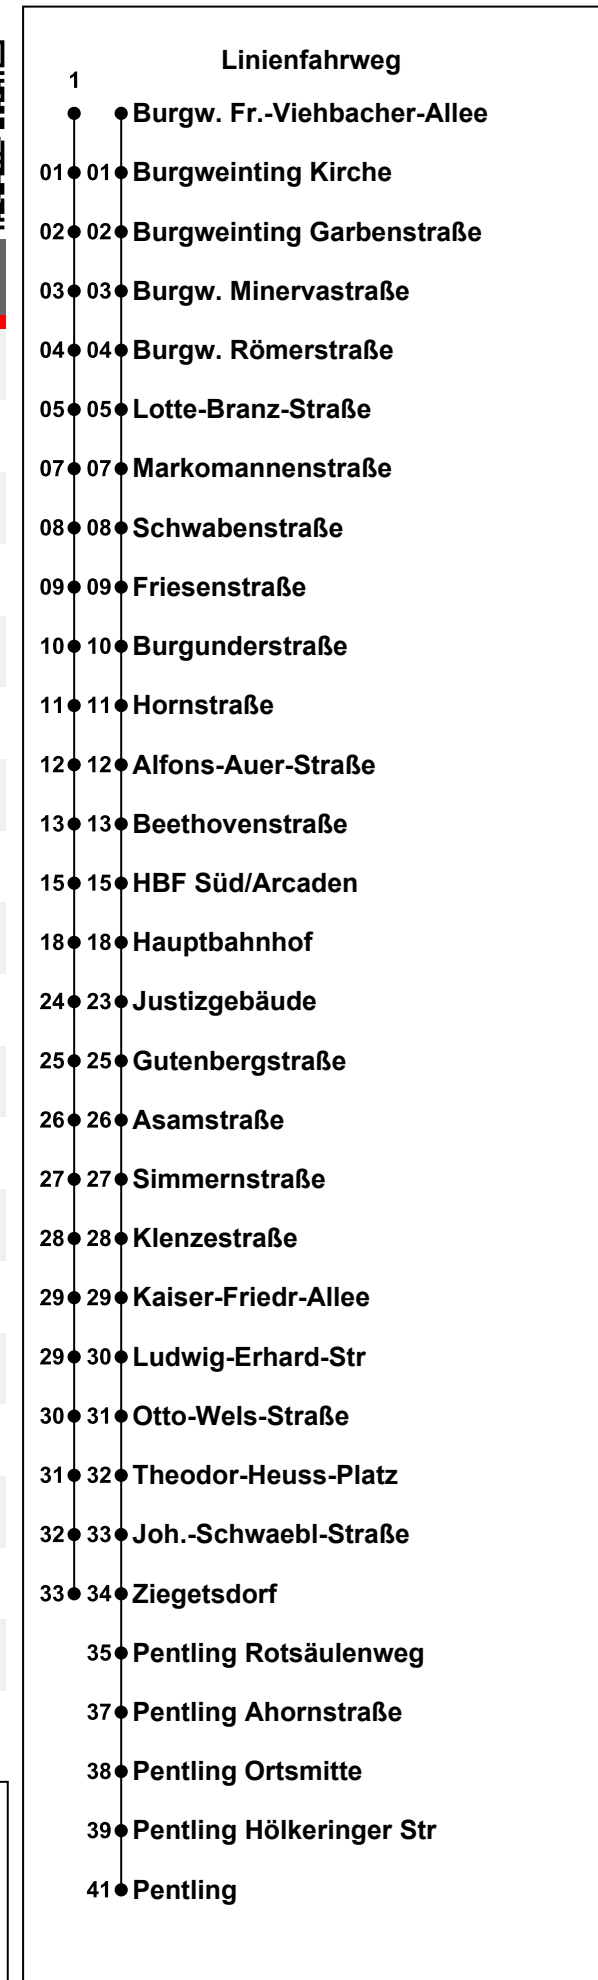 Linienfahrweg
1
Burgw. Fr.-Viehbacher-Allee
01 01 Burgweinting Kirche
02 02 Burgweinting Garbenstraße
03 03 Burgw. Minervastraße
04 04 Burgw. Römerstraße
05 05 Lotte-Branz-Straße
07 07 Markomannenstraße
08 08 Schwabenstraße
09 09 Friesenstraße
10 10 Burgunderstraße
11 11 Hornstraße
12 12 Alfons-Auer-Straße
13 13 Beethovenstraße
15 15 HBF Süd/Arcaden
18 18 Hauptbahnhof
24 23 Justizgebäude
25 25 Gutenbergstraße
26 26 Asamstraße
27 27 Simmernstraße
28 28 Klenzestraße
29 29 Kaiser-Friedr-Allee
29 30 Ludwig-Erhard-Str
30 31 Otto-Wels-Straße
31 32 Theodor-Heuss-Platz
32 33 Joh.-Schwaebl-Straße
33 34 Ziegetsdorf
35 Pentling Rotsäulenweg
37 Pentling Ahornstraße
38 Pentling Ortsmitte
39 Pentling Hölkeringer Str
41 Pentling